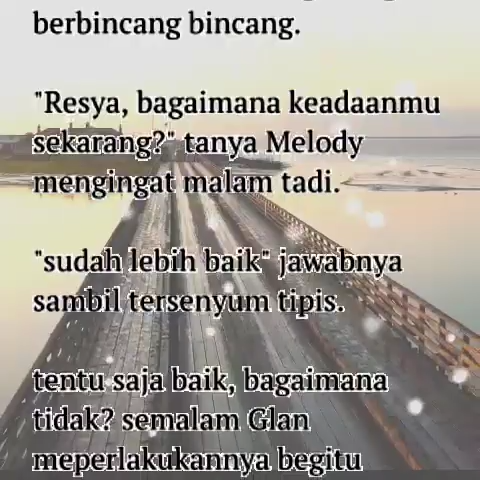 berbincang bincang.
"Resya, bagaimana keadaanmu
sekarang?" tanya Melody
mengingat malam tadi.
"sudah lebih baik" jawabnya
sambil tersenyum tipis.
tentu saja baik, bagaimana
tidak? semalam Glan
meperlakukannya begitu